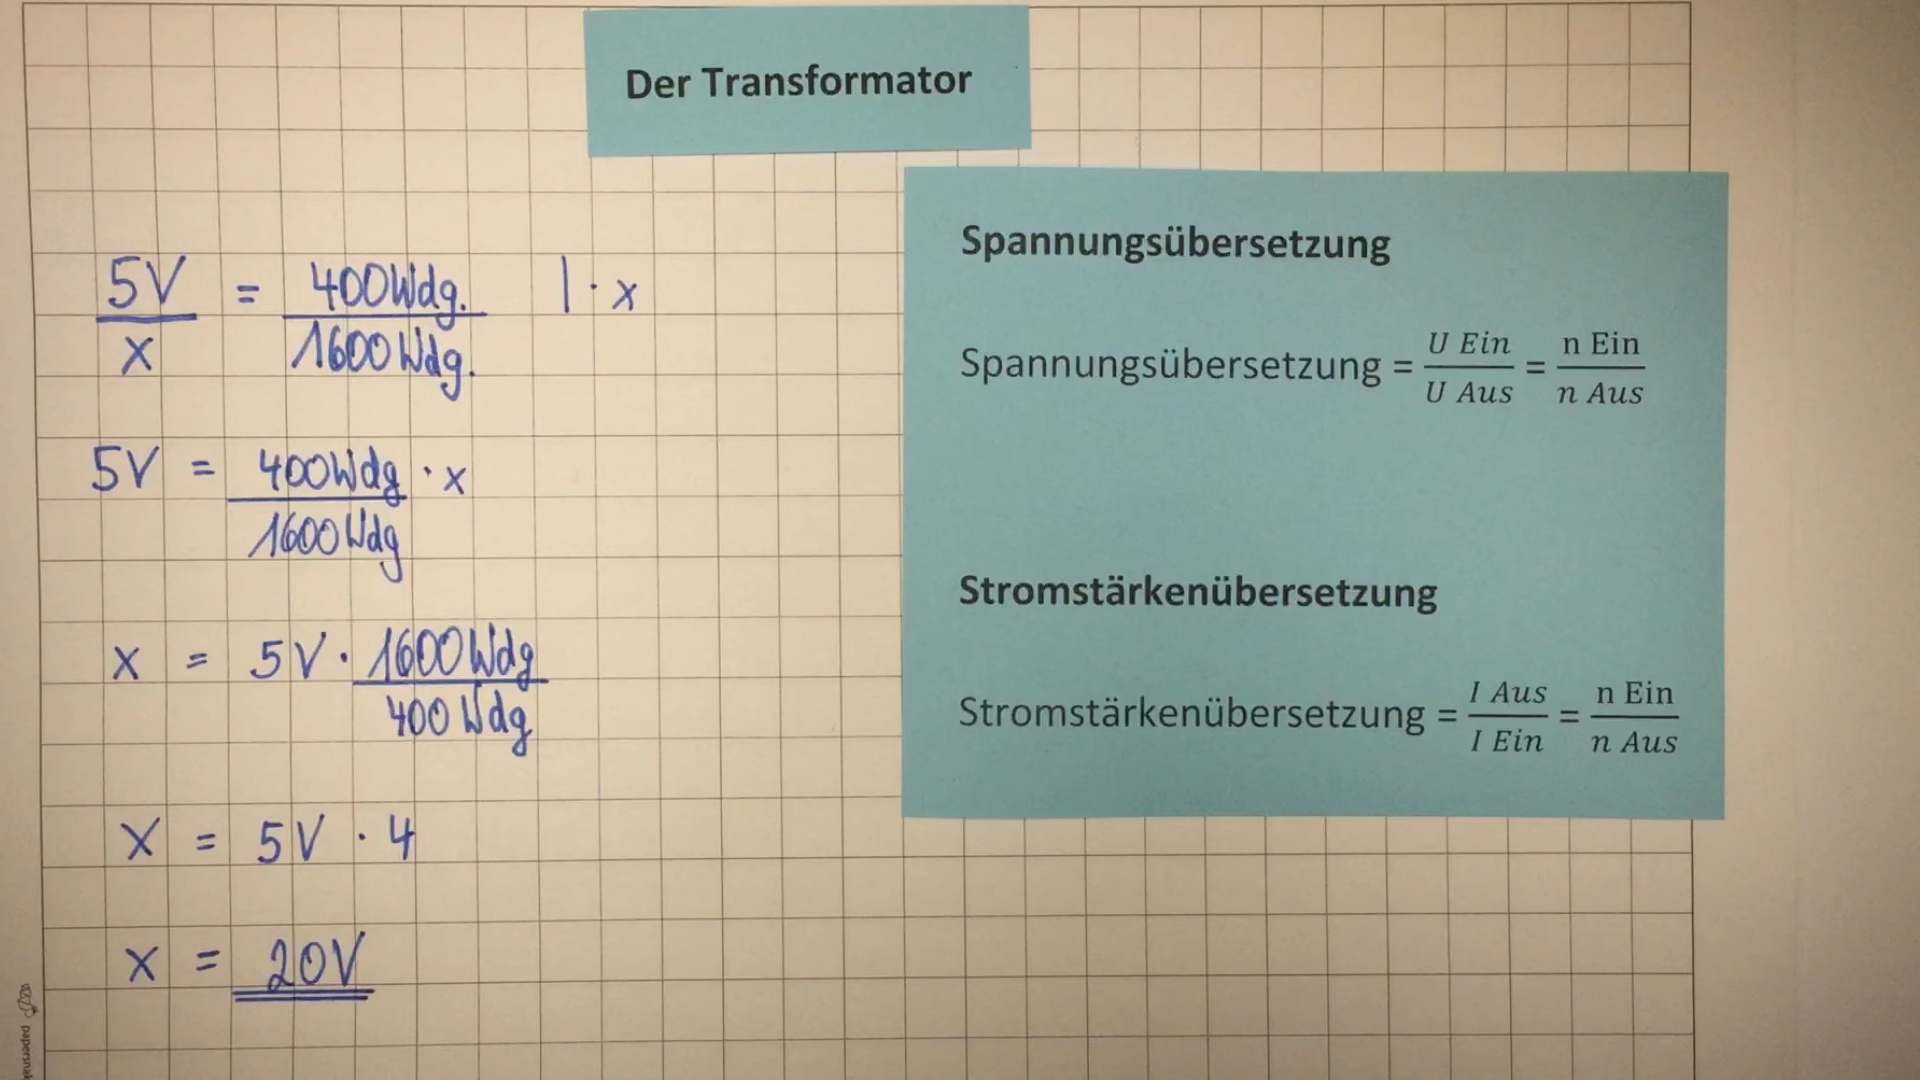 Der Transformator
5V / x = 400Wdg. / 1600Wdg. | · x
5V = 400Wdg / 1600Wdg · x
x = 5V · 1600Wdg / 400Wdg
x = 5V · 4
x = 20V
Spannungsübersetzung
Spannungsübersetzung = U Ein / U Aus = n Ein / n Aus
Stromstärkenübersetzung
Stromstärkenübersetzung = I Aus / I Ein = n Ein / n Aus